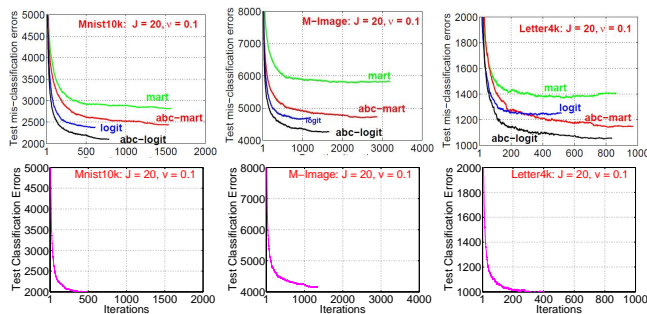 Mnist10k: J = 20, ν = 0.1
Test mis-classification errors
5000
4500
4000
3500
3000
2500
2000
1
500
1000
1500
2000
mart
abc-mart
logit
abc-logit
M-Image: J = 20, ν = 0.1
Test mis-classification errors
8000
7000
6000
5000
4000
1
1000
2000
3000
4000
mart
abc-mart
logit
abc-logit
Letter4k: J = 20, ν = 0.1
Test mis-classification errors
2000
1800
1600
1400
1200
1000
1
200
400
600
800
1000
mart
logit
abc-mart
abc-logit
Mnist10k: J = 20, ν = 0.1
Test Classification Errors
5000
4500
4000
3500
3000
2500
2000
1
500
1000
1500
2000
Iterations
M-Image: J = 20, ν = 0.1
Test Classification Errors
8000
7000
6000
5000
4000
1
1000
2000
3000
4000
Iterations
Letter4k: J = 20, ν = 0.1
Test Classification Errors
2000
1800
1600
1400
1200
1000
1
200
400
600
800
1000
Iterations